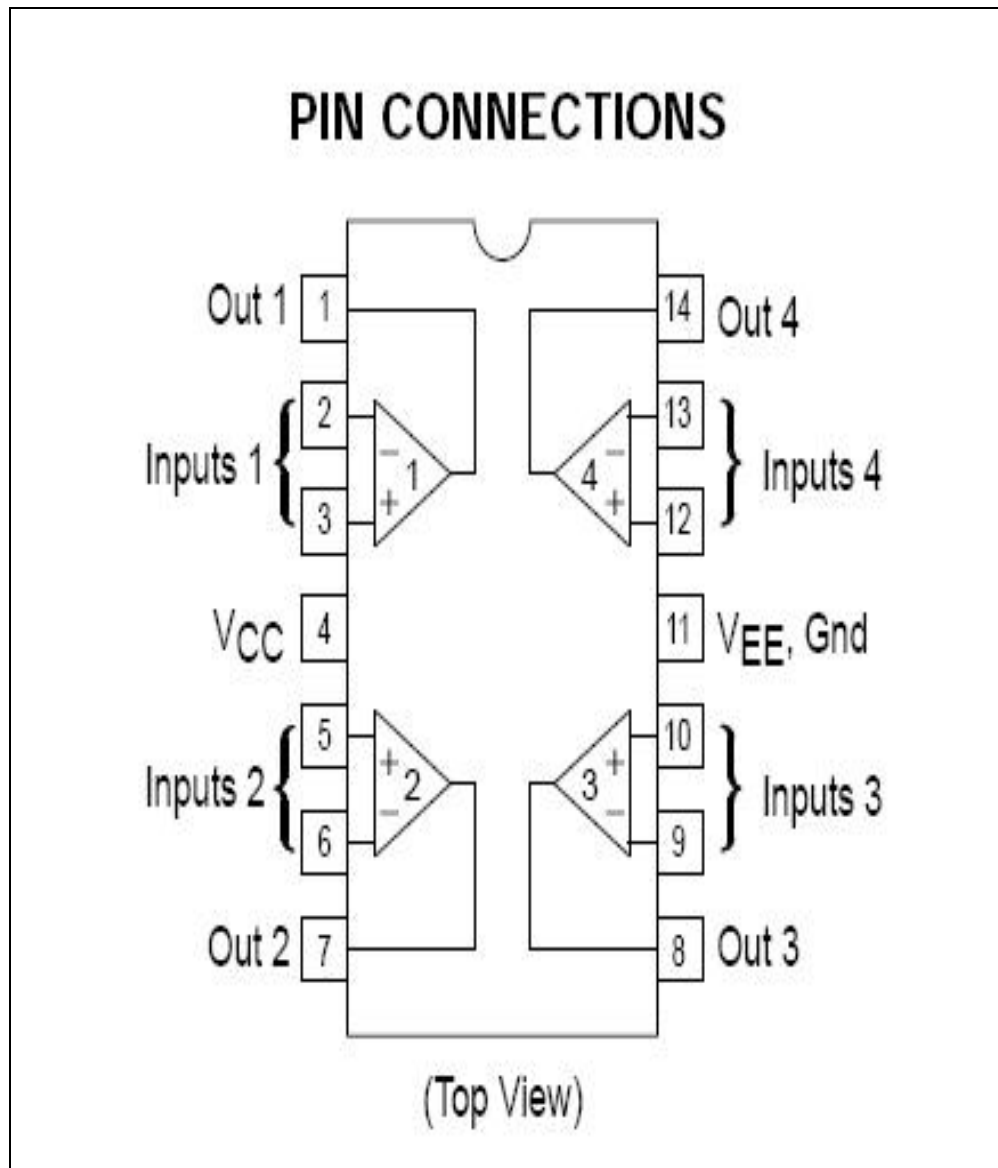 PIN CONNECTIONS
Out 1 1 14 Out 4
2 13
Inputs 1 − 1 + − 4 + Inputs 4
3 12
VCC 4 11 VEE, Gnd
5 10
Inputs 2 + 2 − + 3 − Inputs 3
6 9
Out 2 7 8 Out 3
(Top View)